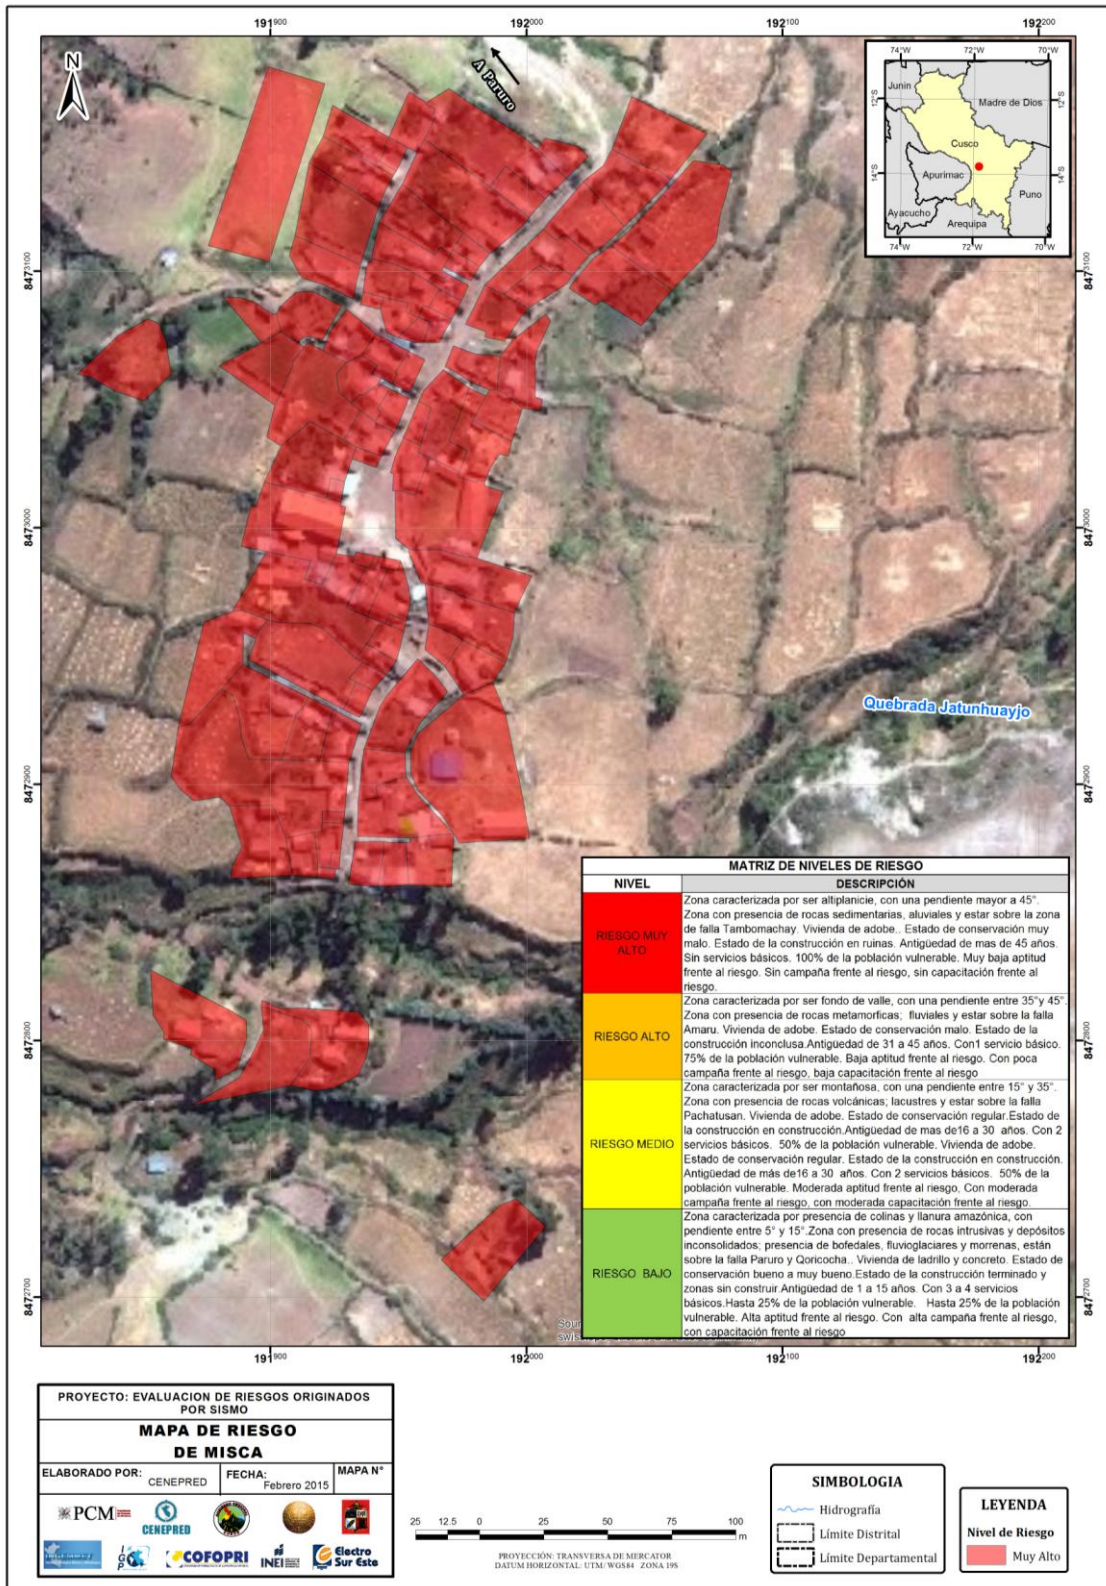 191900 192000 192100 192200
N
A Paruro
74°W 72°W 70°W
Junin
Madre de Dios
12°S 12°S
Cusco
14°S 14°S
Apurimac
Puno
Ayacucho
Arequipa
74°W 72°W 70°W
8473100 8473100
8473000 8473000
Quebrada Jatunhuayjo
8472900 8472900
MATRIZ DE NIVELES DE RIESGO
NIVEL DESCRIPCIÓN
RIESGO MUY ALTO
Zona caracterizada por ser altiplanicie, con una pendiente mayor a 45°.
Zona con presencia de rocas sedimentarias, aluviales y estar sobre la zona
de falla Tambomachay. Vivienda de adobe.. Estado de conservación muy
malo. Estado de la construcción en ruinas. Antigüedad de mas de 45 años.
Sin servicios básicos. 100% de la población vulnerable. Muy baja aptitud
frente al riesgo. Sin campaña frente al riesgo, sin capacitación frente al
riesgo.
RIESGO ALTO
Zona caracterizada por ser fondo de valle, con una pendiente entre 35°y 45°.
Zona con presencia de rocas metamorficas; fluviales y estar sobre la falla
Amaru. Vivienda de adobe. Estado de conservación malo. Estado de la
construcción inconclusa.Antigüedad de 31 a 45 años. Con1 servicio básico.
75% de la población vulnerable. Baja aptitud frente al riesgo. Con poca
campaña frente al riesgo, baja capacitación frente al riesgo
RIESGO MEDIO
Zona caracterizada por ser montañosa, con una pendiente entre 15° y 35°.
Zona con presencia de rocas volcánicas; lacustres y estar sobre la falla
Pachatusan. Vivienda de adobe. Estado de conservación regular.Estado de
la construcción en construcción.Antigüedad de mas de16 a 30 años. Con 2
servicios básicos. 50% de la población vulnerable. Vivienda de adobe.
Estado de conservación regular. Estado de la construcción en construcción.
Antigüedad de más de16 a 30 años. Con 2 servicios básicos. 50% de la
población vulnerable. Moderada aptitud frente al riesgo, Con moderada
campaña frente al riesgo, con moderada capacitación frente al riesgo.
RIESGO BAJO
Zona caracterizada por presencia de colinas y llanura amazónica, con
pendiente entre 5° y 15°.Zona con presencia de rocas intrusivas y depósitos
inconsolidados; presencia de bofedales, fluvioglaciares y morrenas, están
sobre la falla Paruro y Qoricocha.. Vivienda de ladrillo y concreto. Estado de
conservación bueno a muy bueno.Estado de la construcción terminado y
zonas sin construir.Antigüedad de 1 a 15 años. Con 3 a 4 servicios
básicos.Hasta 25% de la población vulnerable. Hasta 25% de la población
vulnerable. Alta aptitud frente al riesgo. Con alta campaña frente al riesgo,
con capacitación frente al riesgo
8472800 8472800
8472700 8472700
191900 192000 192100 192200
PROYECTO: EVALUACION DE RIESGOS ORIGINADOS
POR SISMO
MAPA DE RIESGO
DE MISCA
ELABORADO POR: CENEPRED FECHA: Febrero 2015 MAPA N°
PCM
CENEPRED
INGEMMET
IGP
COFOPRI
INEI
Electro
Sur Este
25 12.5 0 25 50 75 100
m
PROYECCIÓN: TRANSVERSA DE MERCATOR
DATUM HORIZONTAL: UTM/WGS84 ZONA 19S
SIMBOLOGIA
Hidrografía
Límite Distrital
Límite Departamental
LEYENDA
Nivel de Riesgo
Muy Alto